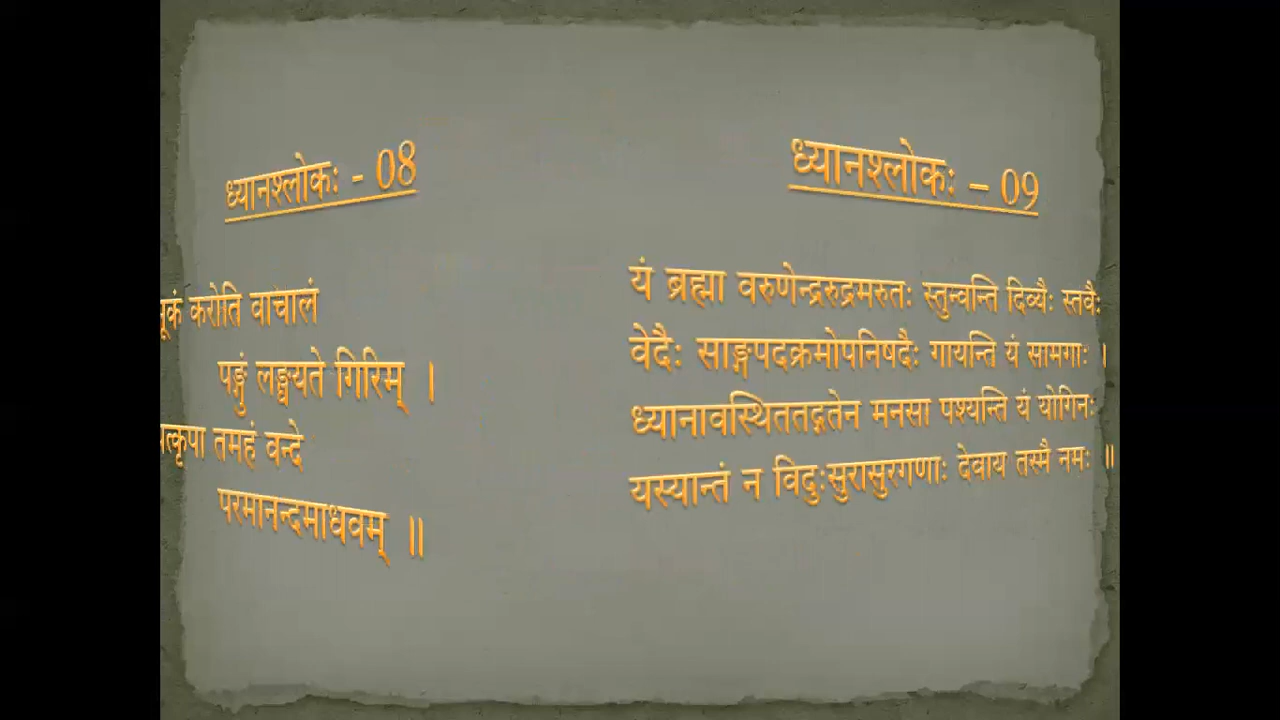 ध्यानश्लोकः - 08
करोति वाचालं
पङ्गुं लङ्घयते गिरिम् ।
तमहं वन्दे
परमानन्दमाधवम् ॥
ध्यानश्लोकः – 09
यं ब्रह्मा वरुणेन्द्ररुद्रमरुतः स्तुन्वन्ति दिव्यैः स्तवैः
वेदैः साङ्गपदक्रमोपनिषदैः गायन्ति यं सामगाः ।
ध्यानावस्थिततद्गतेन मनसा पश्यन्ति यं योगिनः
यस्यान्तं न विदुःसुरासुरगणाः देवाय तस्मै नमः ॥